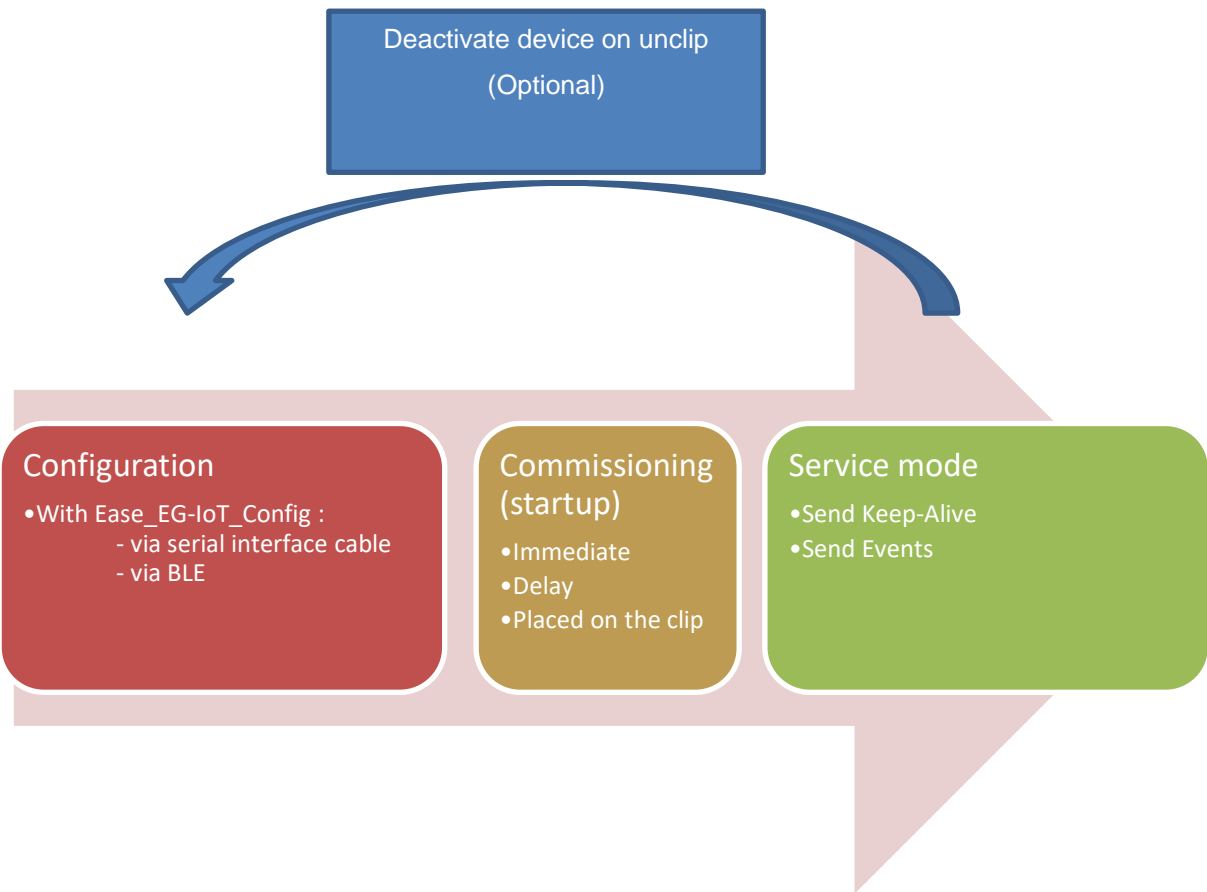 Deactivate device on unclip
(Optional)
Configuration
•With Ease_EG-IoT_Config :
- via serial interface cable
- via BLE
Commissioning
(startup)
•Immediate
•Delay
•Placed on the clip
Service mode
•Send Keep-Alive
•Send Events